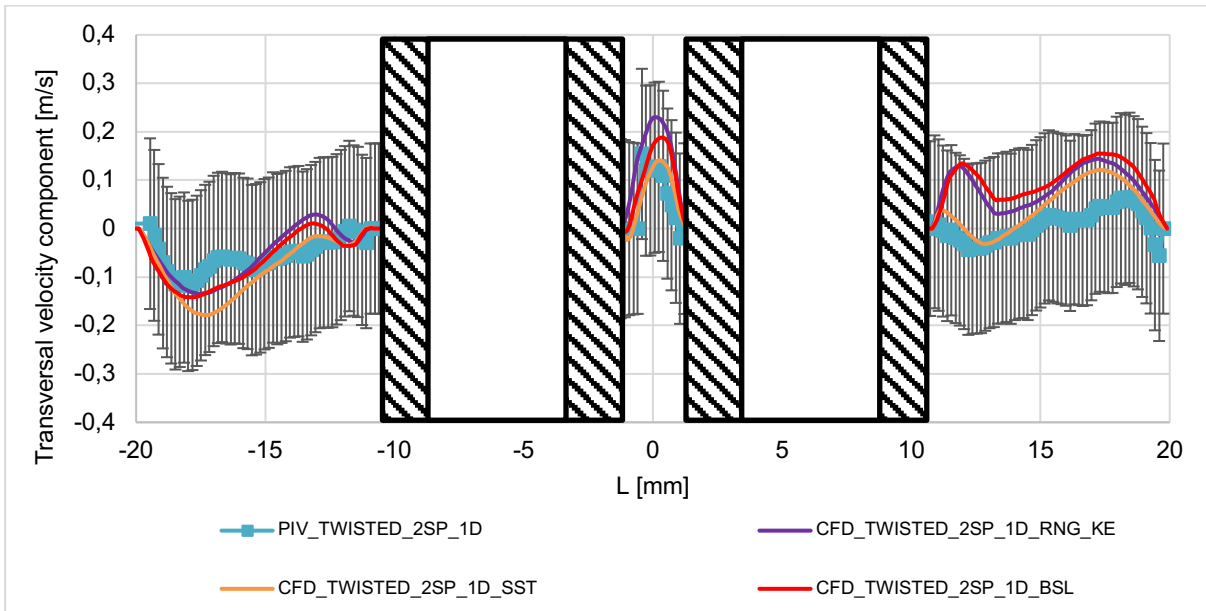 Transversal velocity component [m/s]
0,4
0,3
0,2
0,1
0
-0,1
-0,2
-0,3
-0,4
-20 -15 -10 -5 0 5 10 15 20
L [mm]
PIV_TWISTED_2SP_1D CFD_TWISTED_2SP_1D_RNG_KE
CFD_TWISTED_2SP_1D_SST CFD_TWISTED_2SP_1D_BSL